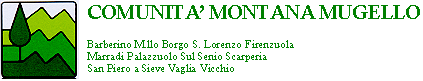 COMUNITA’ MONTANA MUGELLO
Barberino M.llo Borgo S. Lorenzo Firenzuola
Marradi Palazzuolo Sul Senio Scarperia
San Piero a Sieve Vaglia Vicchio